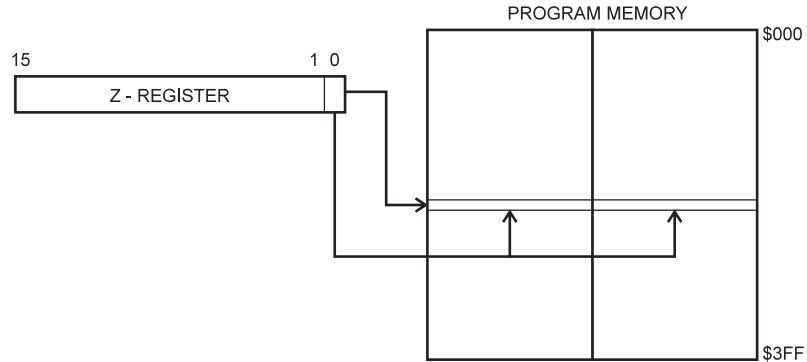 PROGRAM MEMORY
$000
15 1 0
Z - REGISTER
$3FF